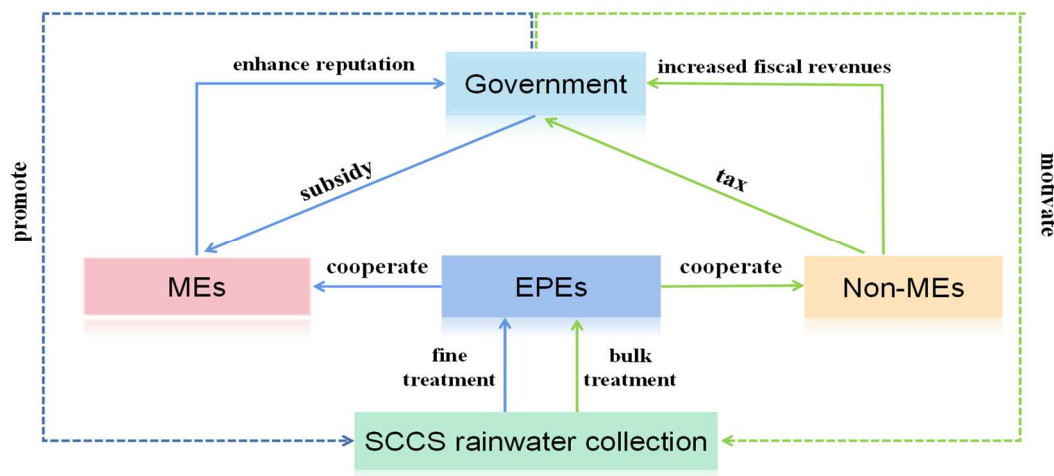 enhance reputation
Government
increased fiscal revenues
promote
subsidy
tax
motivate
MEs
cooperate
EPEs
cooperate
Non-MEs
fine
treatment
bulk
treatment
SCCS rainwater collection